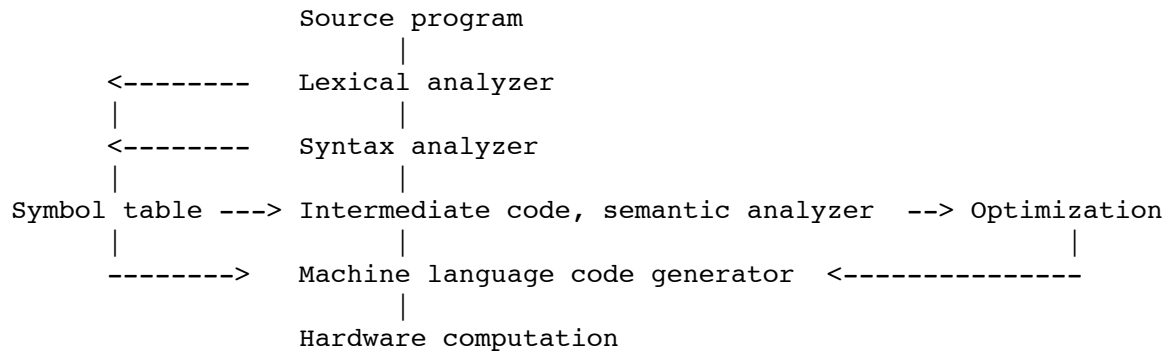 Source program
|
<-------- Lexical analyzer
| |
<-------- Syntax analyzer
| |
Symbol table ---> Intermediate code, semantic analyzer --> Optimization
| | |
--------> Machine language code generator <---------------
|
Hardware computation